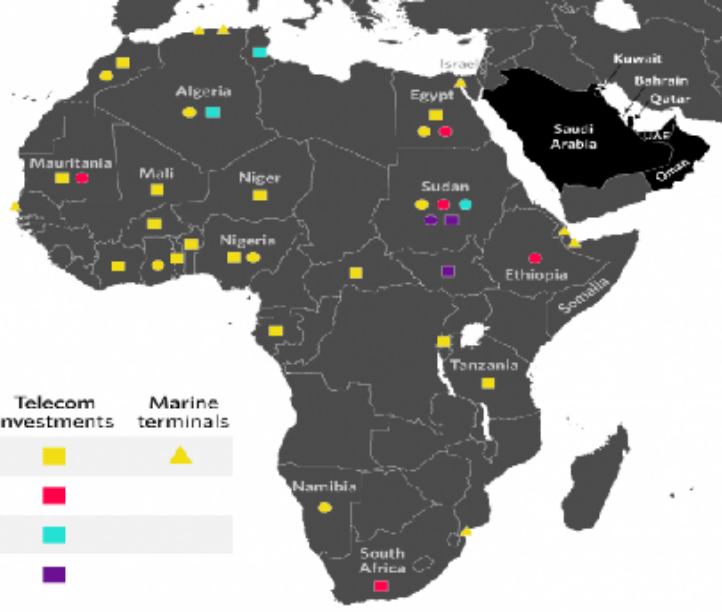 Israel
Kuwait
Bahrain
Qatar
UAE
Saudi
Arabia
Oman
Algeria
Egypt
Mauritania
Mali
Niger
Sudan
Nigeria
Ethiopia
Somalia
Tanzania
Namibia
South
Africa
Telecom
nvestments
Marine
terminals